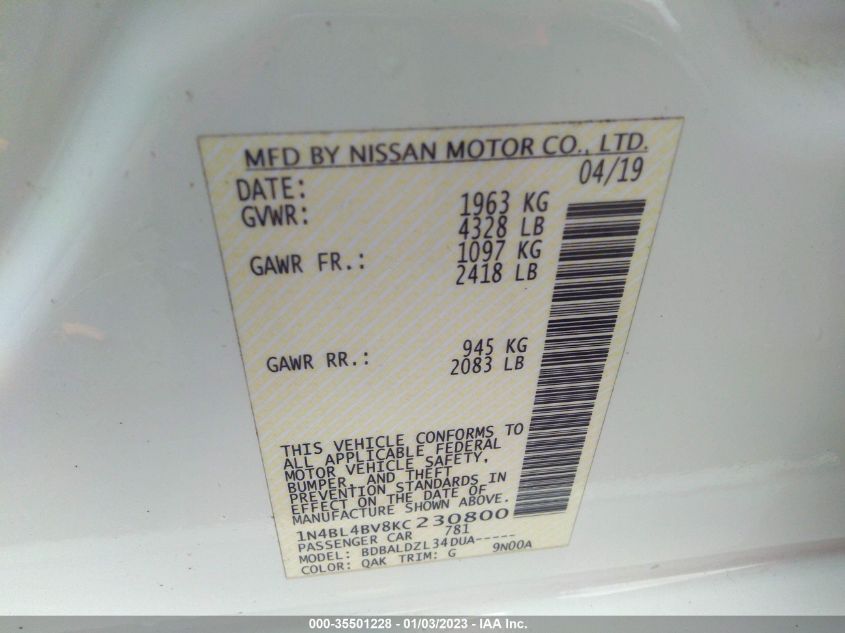 MFD BY NISSAN MOTOR CO., LTD.
DATE: 04/19
GVWR: 1963 KG
4328 LB
GAWR FR.: 1097 KG
2418 LB
GAWR RR.: 945 KG
2083 LB
THIS VEHICLE CONFORMS TO
ALL APPLICABLE FEDERAL
MOTOR VEHICLE SAFETY,
BUMPER, AND THEFT
PREVENTION STANDARDS IN
EFFECT ON THE DATE OF
MANUFACTURE SHOWN ABOVE.
1N4BL4BV8KC230800
PASSENGER CAR 781
MODEL: BDBALDZL34DUA-----
COLOR: QAK TRIM: G 9N00A
000-35501228 - 01/03/2023 - IAA Inc.